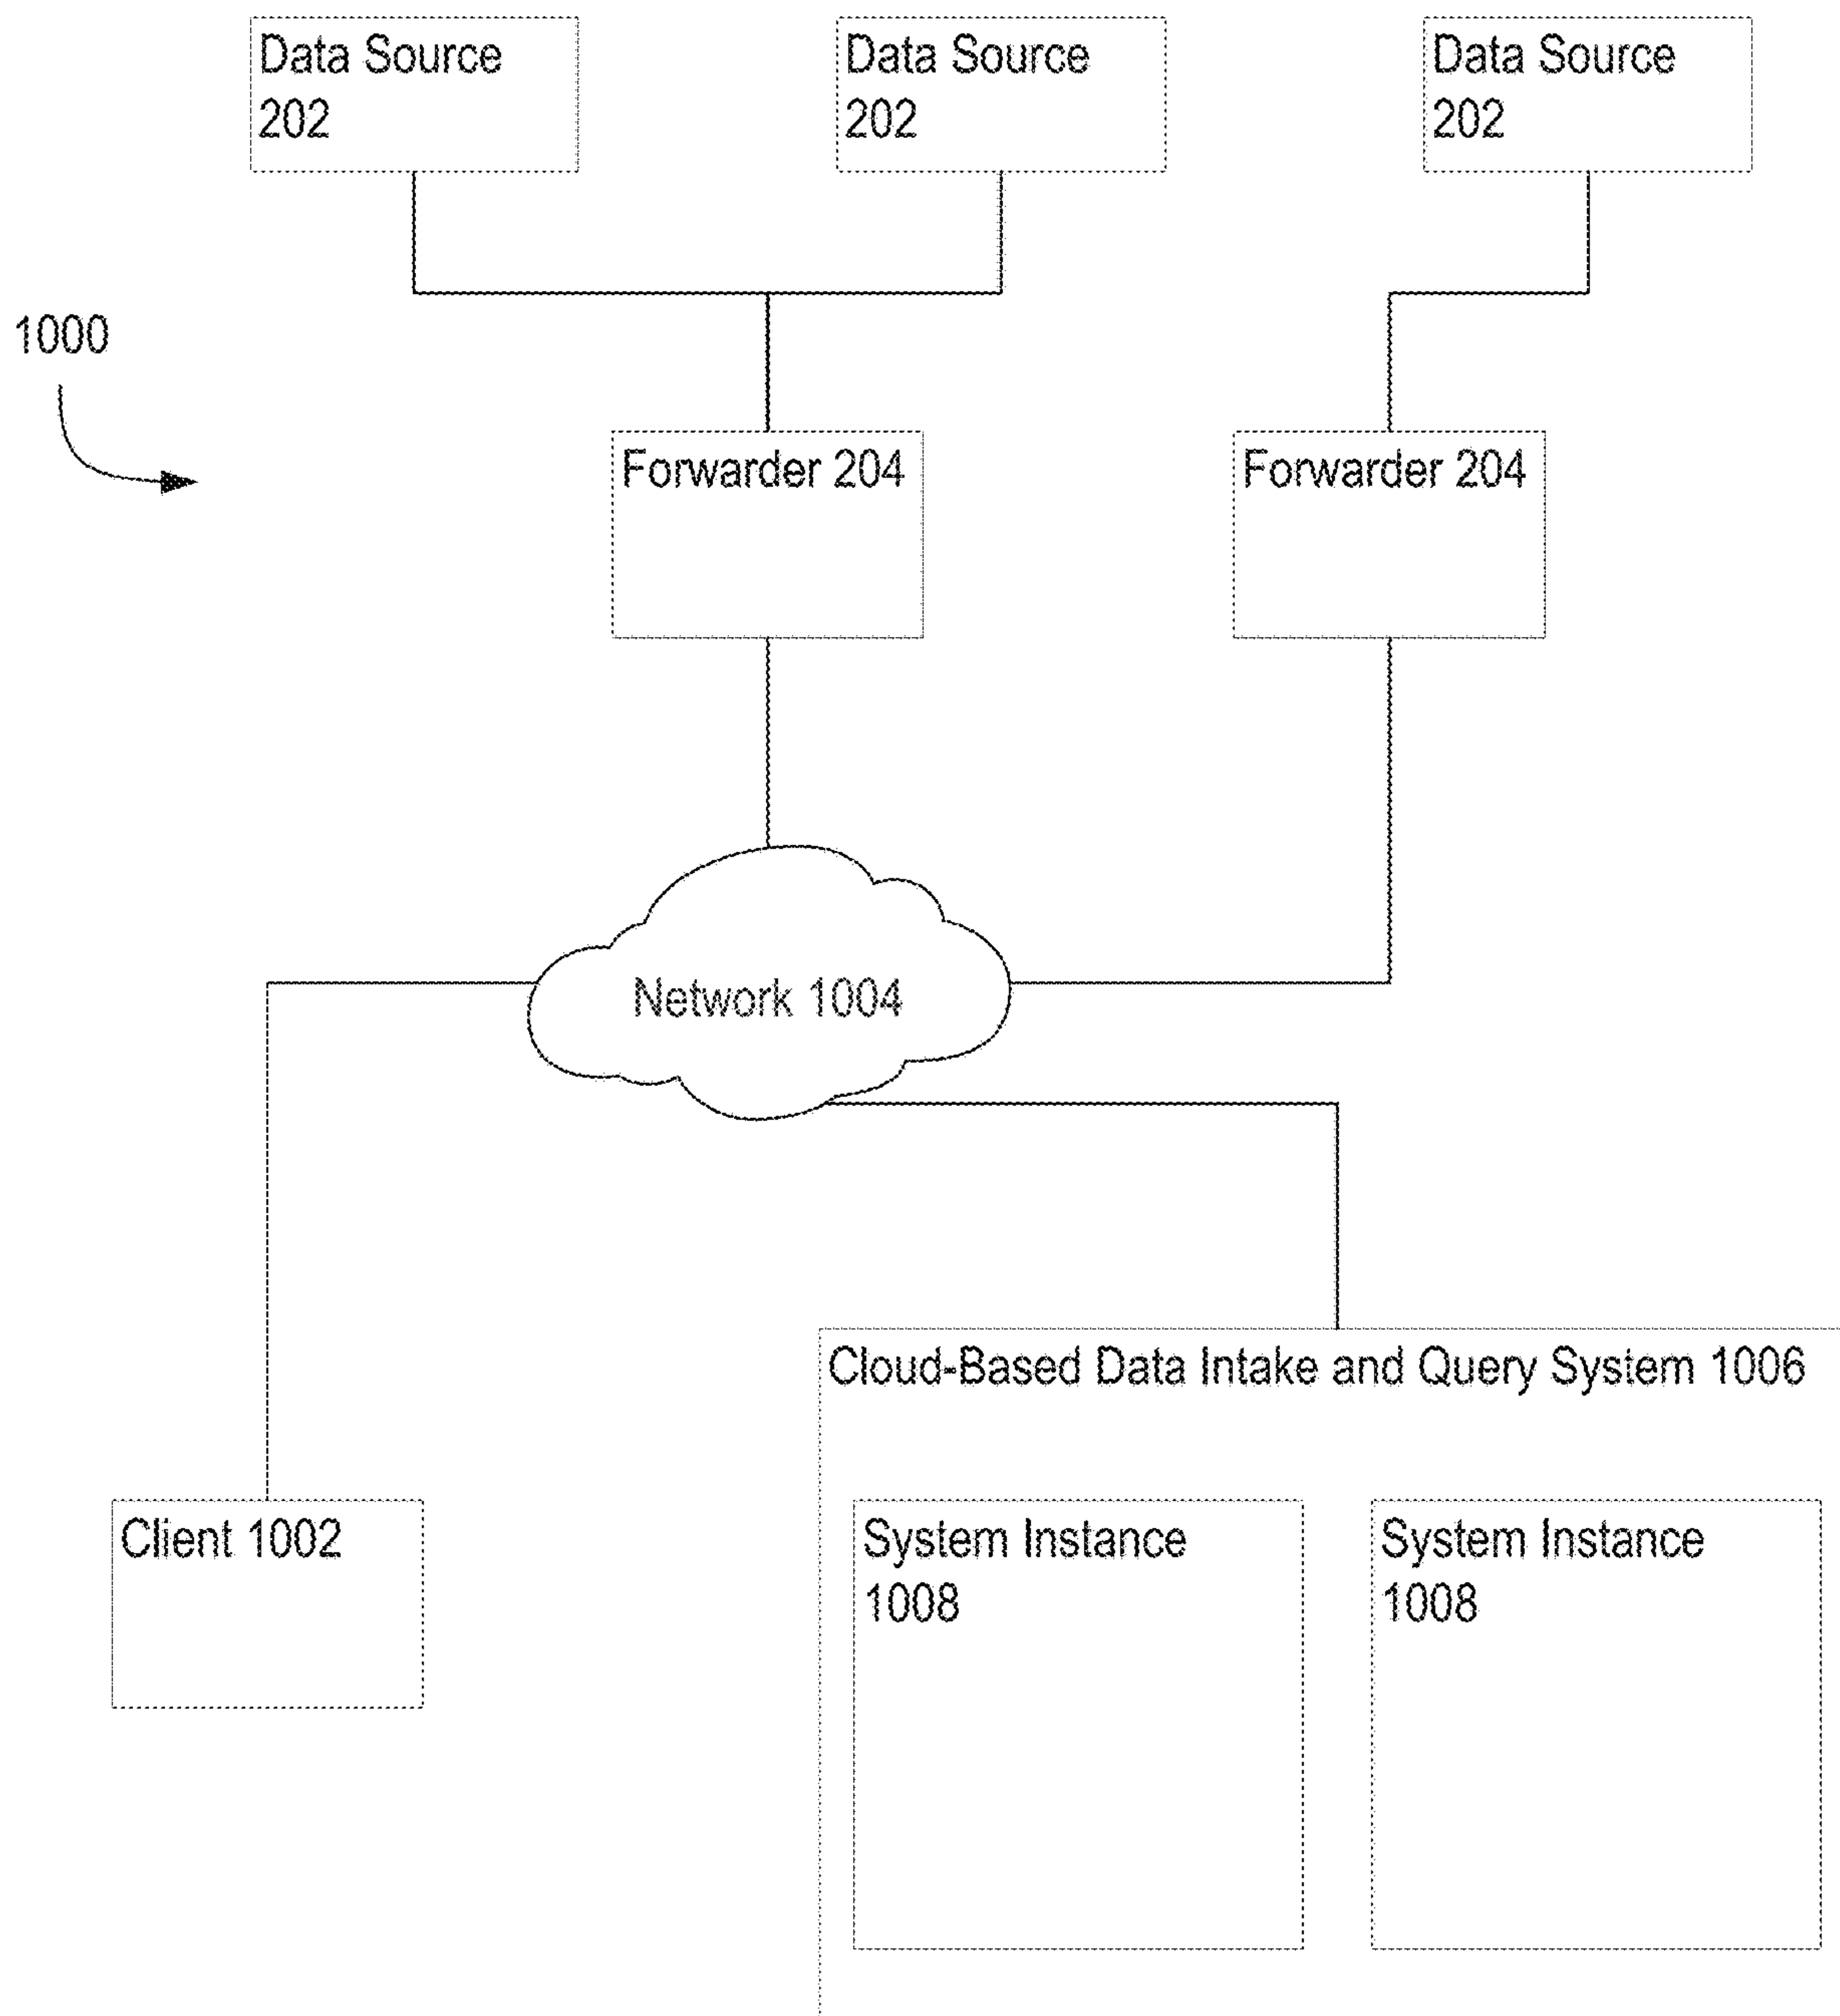 Data Source
202
Data Source
202
Data Source
202
1000
Forwarder 204
Forwarder 204
Network 1004
Cloud-Based Data Intake and Query System 1006
Client 1002
System Instance
1008
System Instance
1008